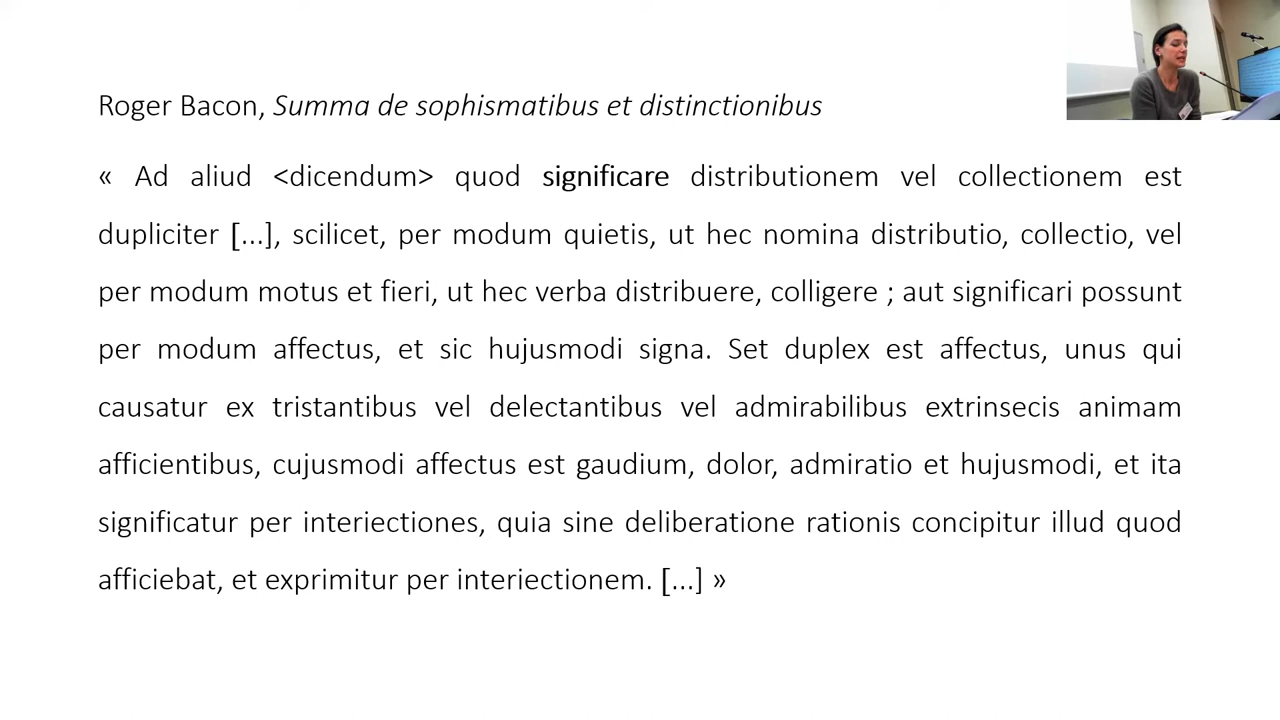 Roger Bacon, Summa de sophismatibus et distinctionibus
« Ad aliud <dicendum> quod significare distributionem vel collectionem est
dupliciter [...], scilicet, per modum quietis, ut hec nomina distributio, collectio, vel
per modum motus et fieri, ut hec verba distribuere, colligere ; aut significari possunt
per modum affectus, et sic hujusmodi signa. Set duplex est affectus, unus qui
causatur ex tristantibus vel delectantibus vel admirabilibus extrinsecis animam
afficientibus, cujusmodi affectus est gaudium, dolor, admiratio et hujusmodi, et ita
significatur per interiectiones, quia sine deliberatione rationis concipitur illud quod
afficiebat, et exprimitur per interiectionem. [...] »